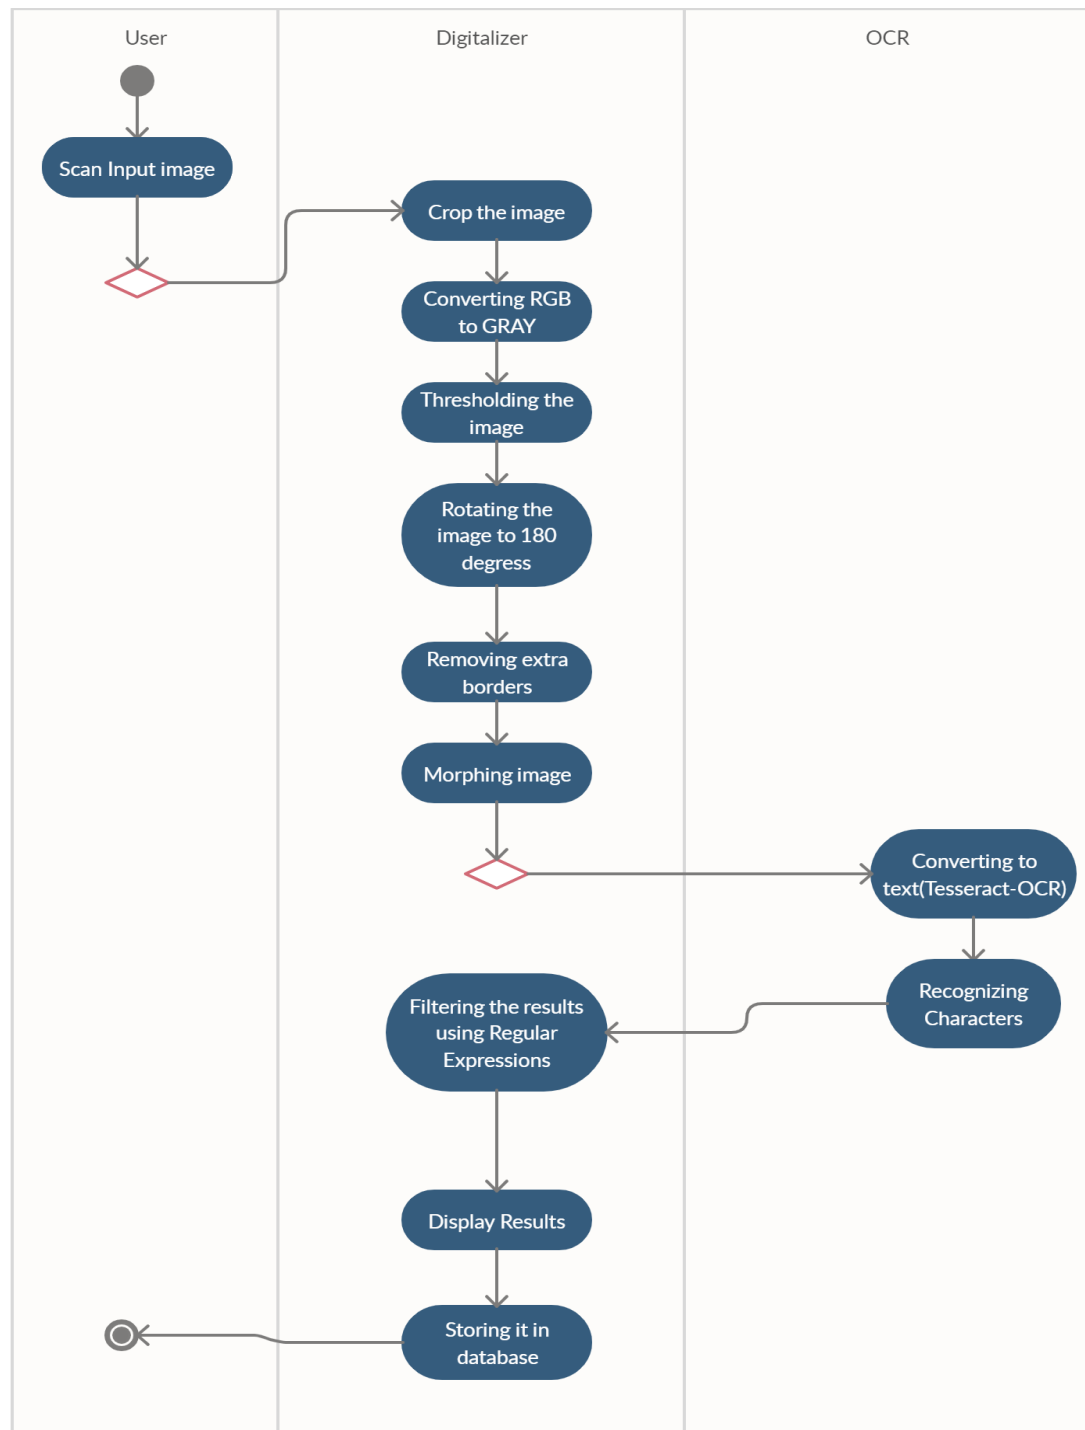 User
Digitalizer
OCR
Scan Input image
Crop the image
Converting RGB
to GRAY
Thresholding the
image
Rotating the
image to 180
degress
Removing extra
borders
Morphing image
Converting to
text(Tesseract-OCR)
Recognizing
Characters
Filtering the results
using Regular
Expressions
Display Results
Storing it in
database